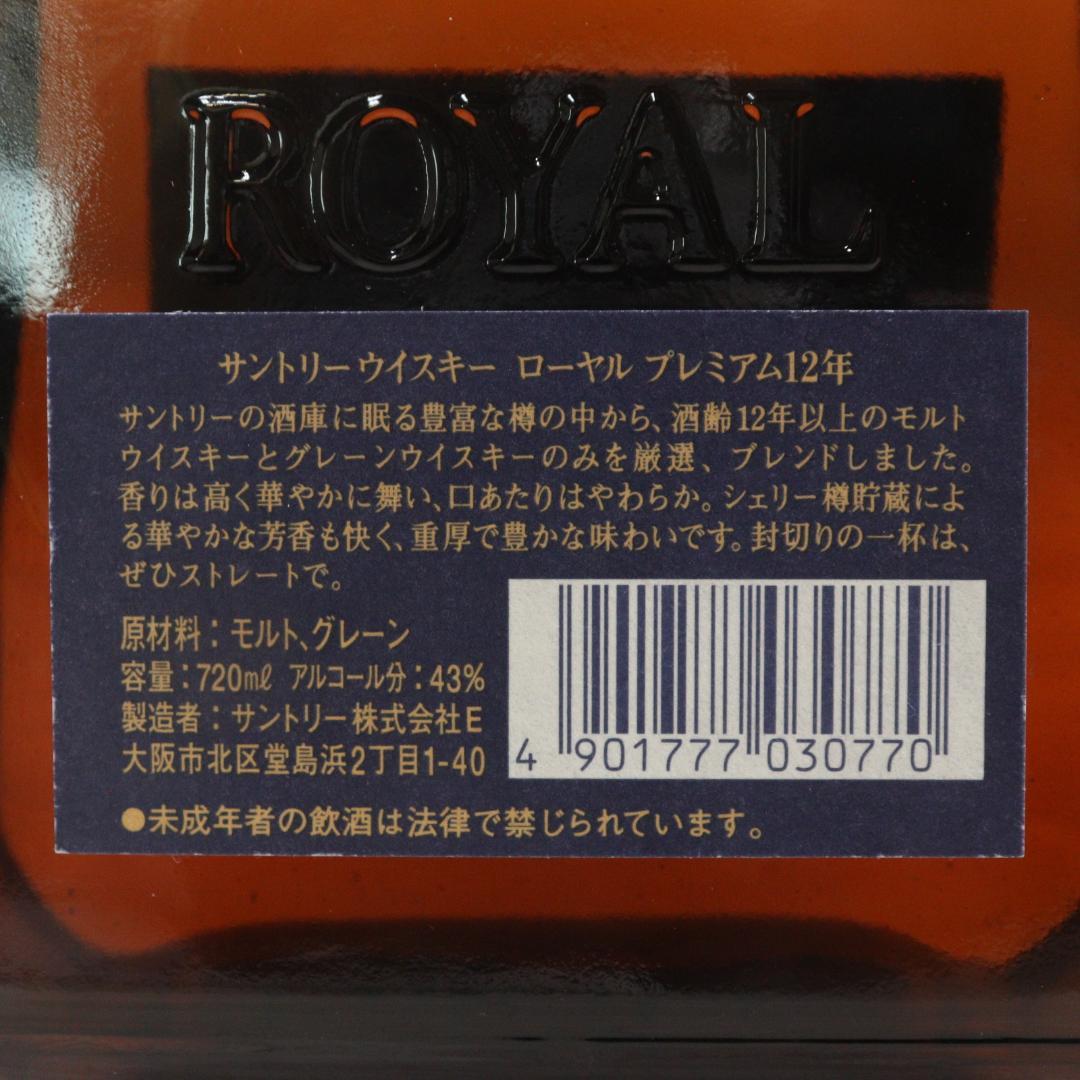 ROYAL
サントリーウイスキー ローヤル プレミアム12年
サントリーの酒庫に眠る豊富な樽の中から、酒齢12年以上のモルト
ウイスキーとグレーンウイスキーのみを厳選、ブレンドしました。
香りは高く華やかに舞い、口あたりはやわらか。シェリー樽貯蔵によ
る華やかな芳香も快く、重厚で豊かな味わいです。封切りの一杯は、
ぜひストレートで。
原材料：モルト、グレーン
容量：720mℓ アルコール分：43%
製造者：サントリー株式会社E
大阪市北区堂島浜2丁目1-40
4 901777 030770
●未成年者の飲酒は法律で禁じられています。